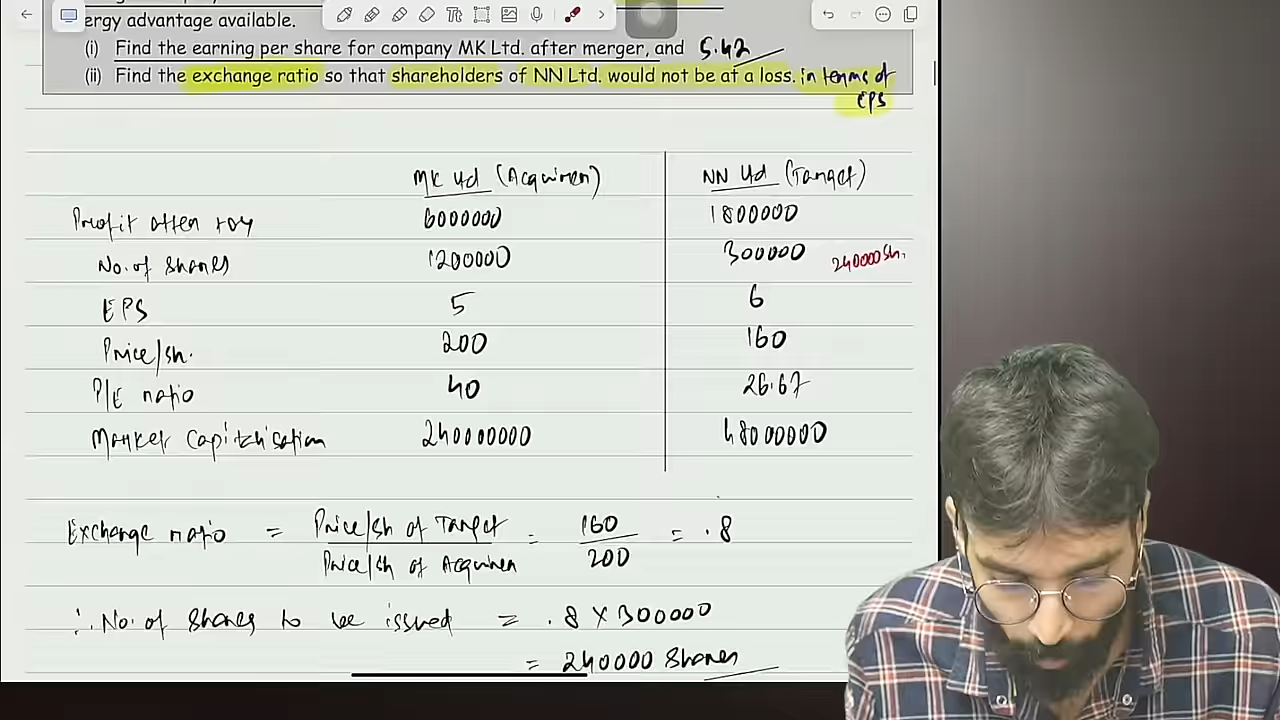 ergy advantage available.
(i) Find the earning per share for company MK Ltd. after merger, and 5.42
(ii) Find the exchange ratio so that shareholders of NN Ltd. would not be at a loss. in terms of
EPS
MK Ltd (Acquirer) NN Ltd (Target)
Profit after tax 6000000 1800000
No. of Shares 1200000 300000 240000 Sh.
EPS 5 6
Price/sh. 200 160
P/E ratio 40 26.67
Market Capitalisation 240000000 48000000
Exchange ratio = Price/sh of Target = 160 = .8
Price/sh of Acquirer 200
∴ No. of Shares to be issued = .8 × 300000
= 240000 Shares